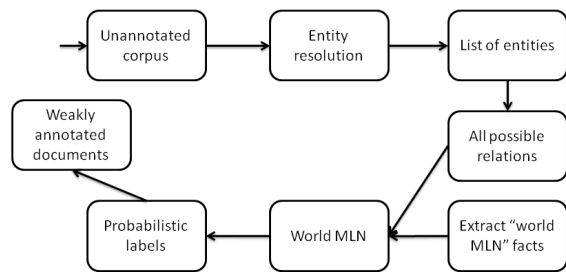 Unannotated
corpus
Entity
resolution
List of entities
All possible
relations
Extract “world
MLN” facts
World MLN
Probabilistic
labels
Weakly
annotated
documents